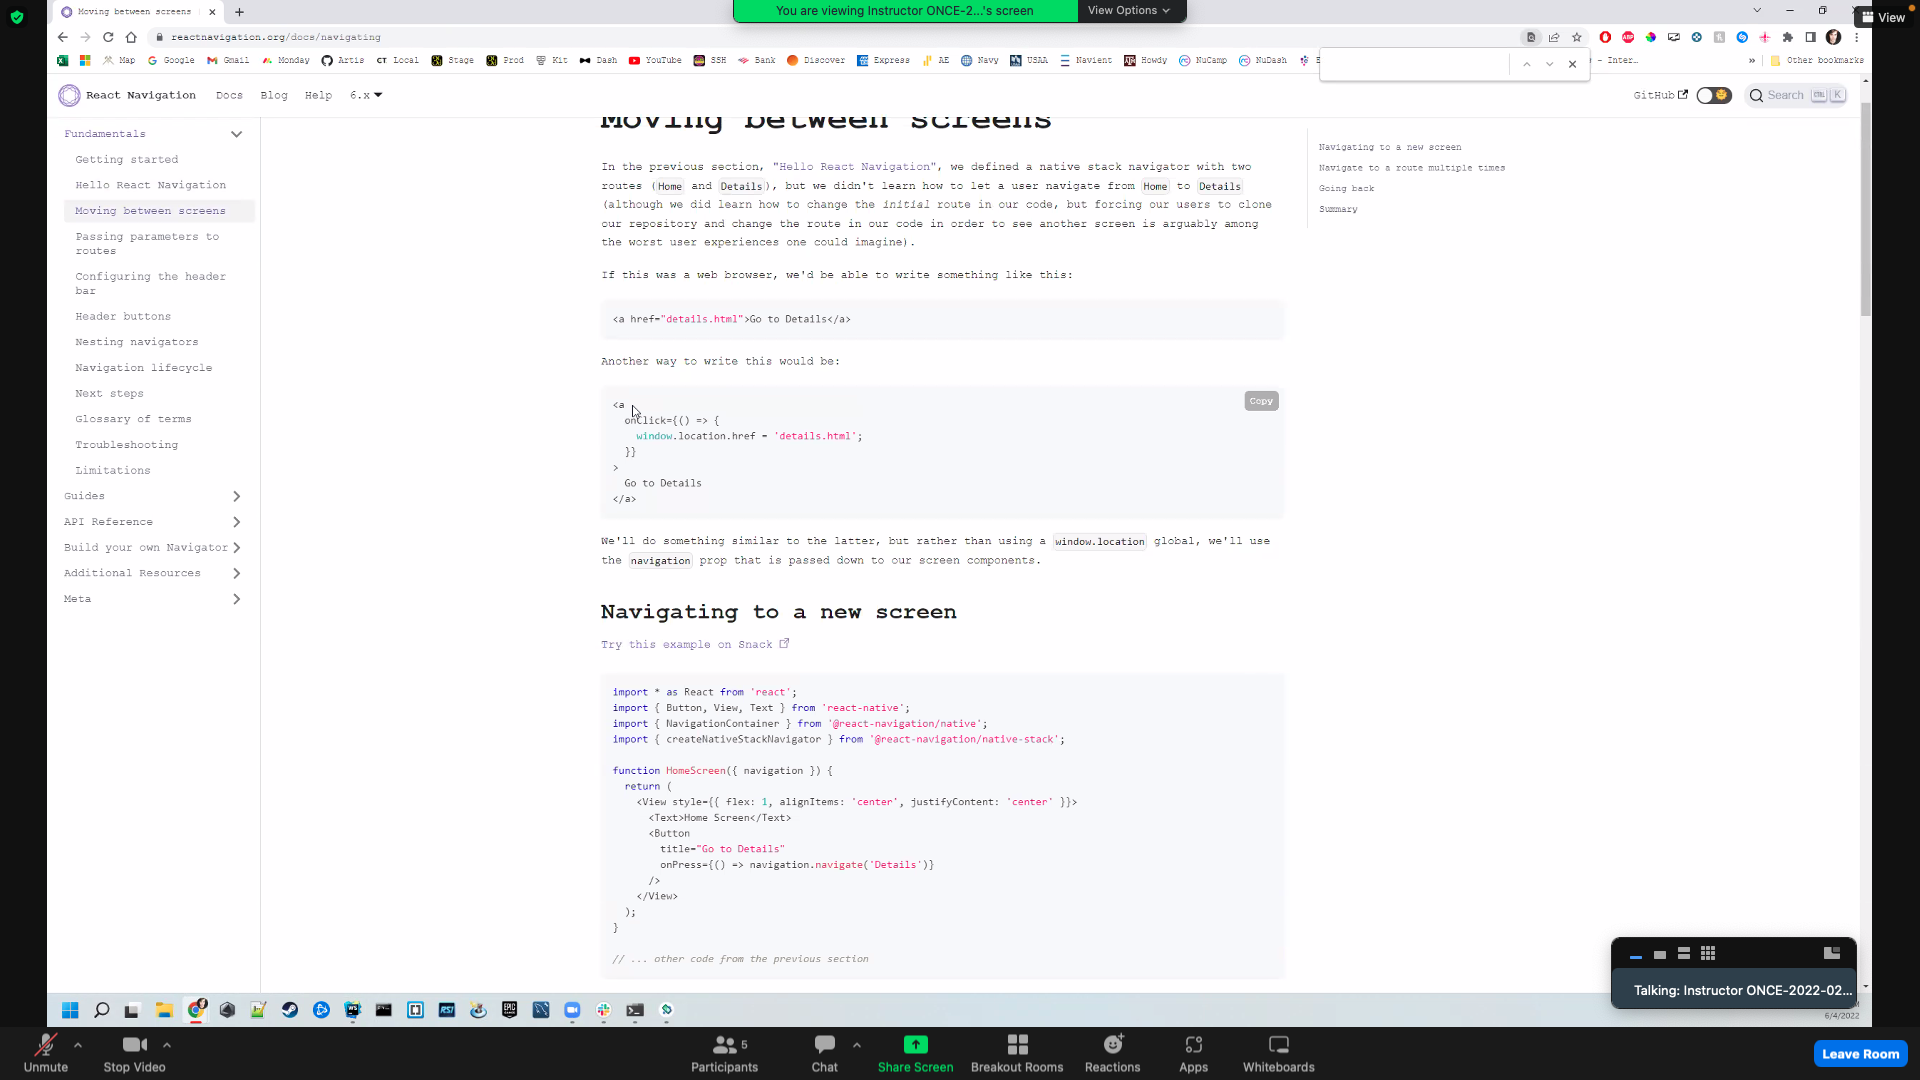 Moving between screens
You are viewing Instructor ONCE-2...'s screen
View Options
View
reactnavigation.org/docs/navigating
Map
Google
Gmail
Monday
Artis
CT Local
Stage
Prod
Kit
Dash
YouTube
SSH
Bank
Discover
Express
AE
Navy
USAA
Navient
Howdy
NuCamp
NuDash
- Inter...
»
Other bookmarks
React Navigation
Docs
Blog
Help
6.x
GitHub
Search
K
Fundamentals
Getting started
Hello React Navigation
Moving between screens
Passing parameters to
routes
Configuring the header
bar
Header buttons
Nesting navigators
Navigation lifecycle
Next steps
Glossary of terms
Troubleshooting
Limitations
Guides
API Reference
Build your own Navigator
Additional Resources
Meta
Moving between screens
In the previous section, "Hello React Navigation", we defined a native stack navigator with two
routes (Home and Details), but we didn't learn how to let a user navigate from Home to Details
(although we did learn how to change the initial route in our code, but forcing our users to clone
our repository and change the route in our code in order to see another screen is arguably among
the worst user experiences one could imagine).
If this was a web browser, we'd be able to write something like this:
<a href="details.html">Go to Details</a>
Another way to write this would be:
Copy
<a
onClick={() => {
window.location.href = 'details.html';
}}
>
Go to Details
</a>
We'll do something similar to the latter, but rather than using a window.location global, we'll use
the navigation prop that is passed down to our screen components.
Navigating to a new screen
Try this example on Snack
import * as React from 'react';
import { Button, View, Text } from 'react-native';
import { NavigationContainer } from '@react-navigation/native';
import { createNativeStackNavigator } from '@react-navigation/native-stack';
function HomeScreen({ navigation }) {
return (
<View style={{ flex: 1, alignItems: 'center', justifyContent: 'center' }}>
<Text>Home Screen</Text>
<Button
title="Go to Details"
onPress={() => navigation.navigate('Details')}
/>
</View>
);
}
// ... other code from the previous section
Navigating to a new screen
Navigate to a route multiple times
Going back
Summary
Talking: Instructor ONCE-2022-02...
6/4/2022
Unmute
Stop Video
5
Participants
Chat
Share Screen
Breakout Rooms
Reactions
Apps
Whiteboards
Leave Room